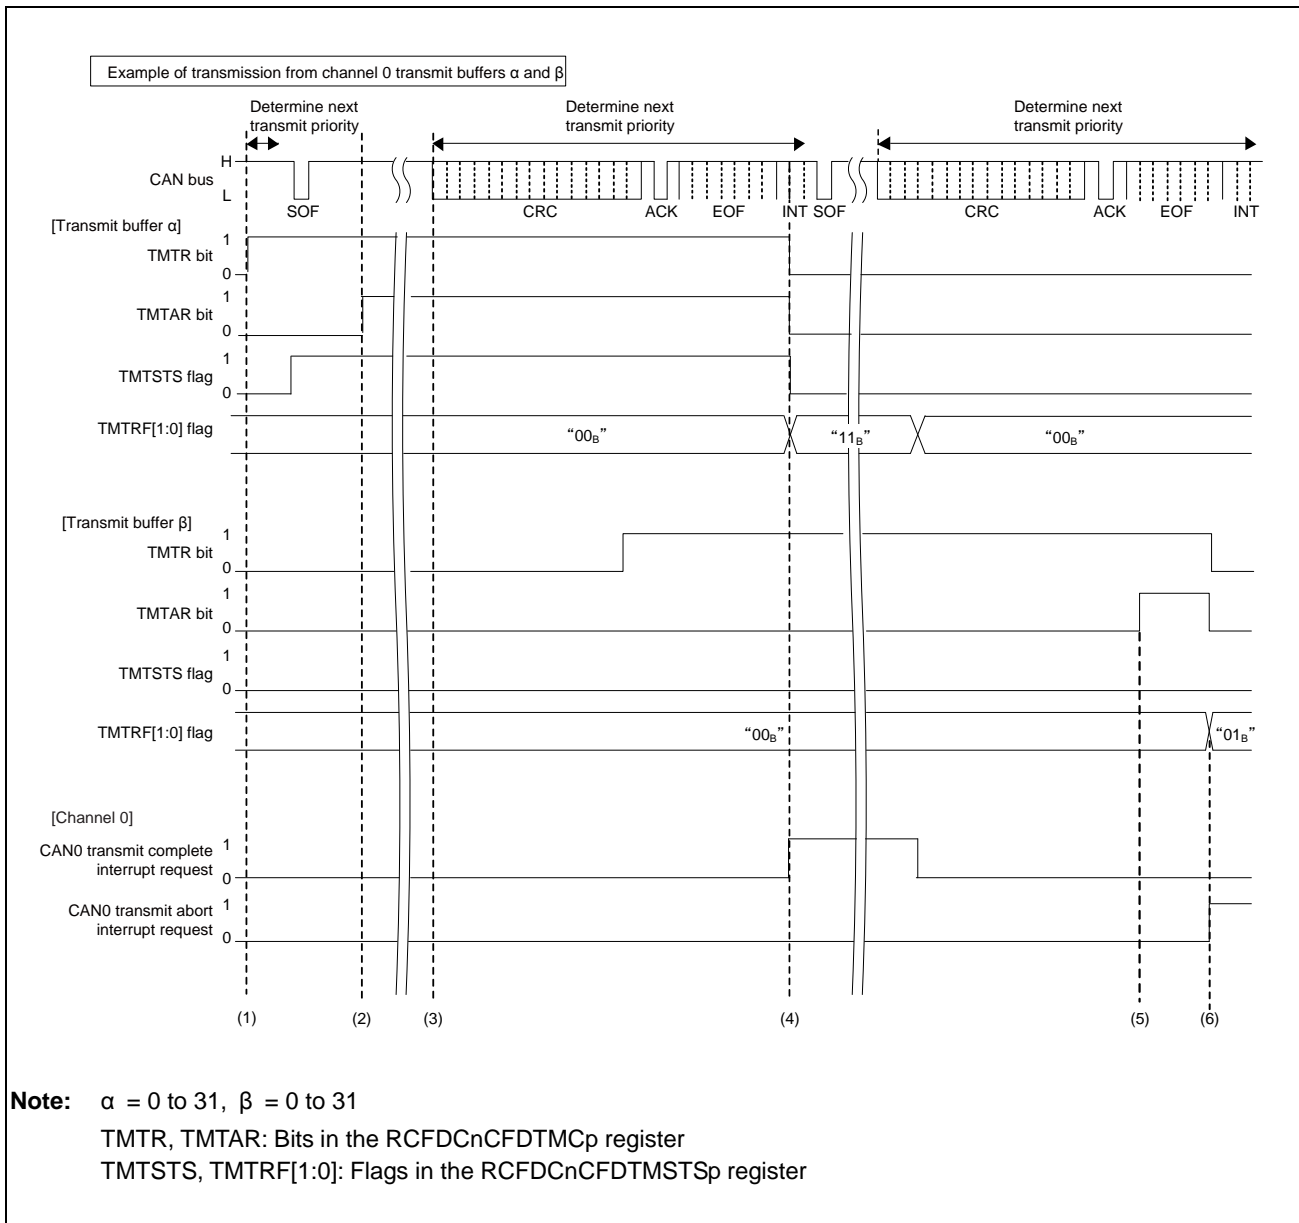 Example of transmission from channel 0 transmit buffers α and β
Determine next
transmit priority
Determine next
transmit priority
Determine next
transmit priority
H
CAN bus
L
SOF
CRC
ACK
EOF
INT
SOF
CRC
ACK
EOF
INT
[Transmit buffer α]
1
TMTR bit
0
1
TMTAR bit
0
1
TMTSTS flag
0
TMTRF[1:0] flag
“00B”
“11B”
“00B”
[Transmit buffer β]
1
TMTR bit
0
1
TMTAR bit
0
1
TMTSTS flag
0
TMTRF[1:0] flag
“00B”
“01B”
[Channel 0]
CAN0 transmit complete
interrupt request
1
0
CAN0 transmit abort
interrupt request
1
0
(1)
(2)
(3)
(4)
(5)
(6)
Note: α = 0 to 31, β = 0 to 31
TMTR, TMTAR: Bits in the RCFDCnCFDTMCp register
TMTSTS, TMTRF[1:0]: Flags in the RCFDCnCFDTMSTSp register